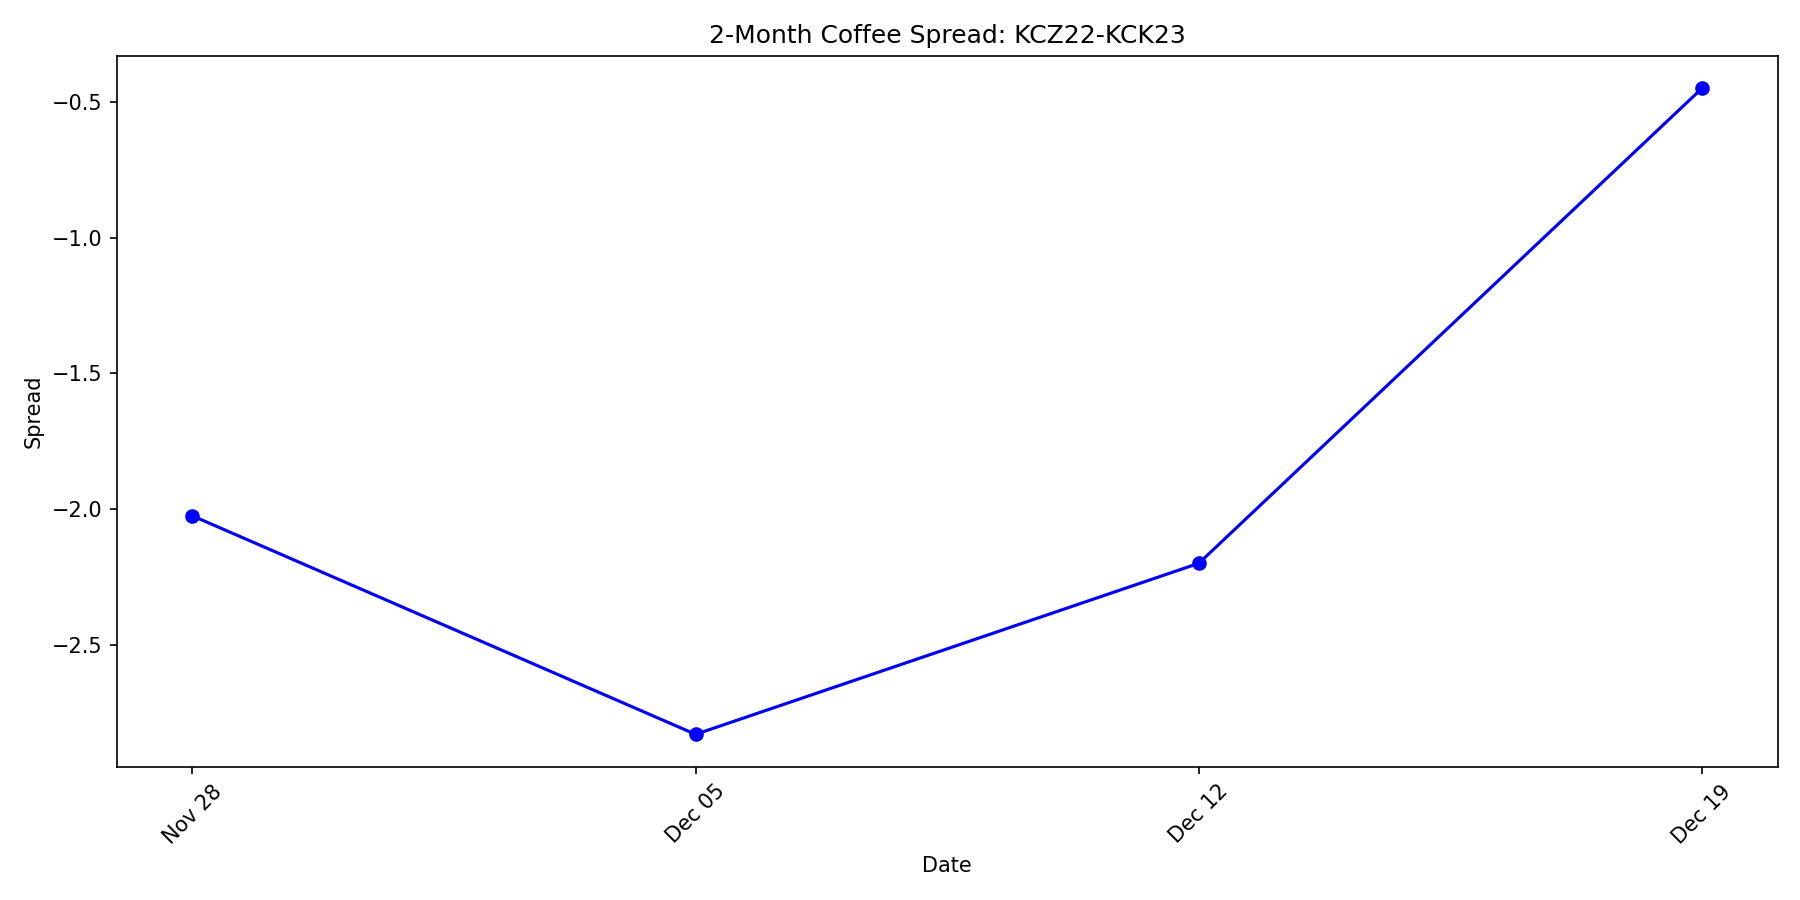 2-Month Coffee Spread: KCZ22-KCK23
−0.5
−1.0
−1.5
−2.0
−2.5
Spread
Nov 28
Dec 05
Dec 12
Dec 19
Date